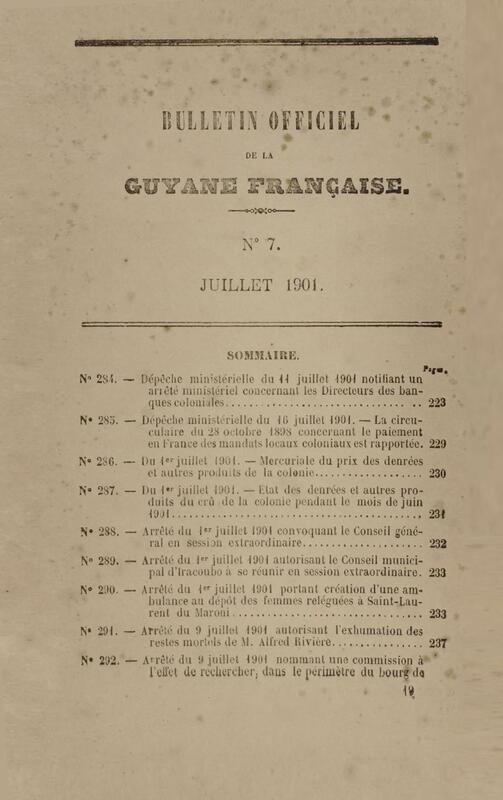 BULLETIN OFFICIEL
DE LA
GUYANE FRANÇAISE.
N° 7.
JUILLET 1901.
SOMMAIRE.
Pages.
N° 284. — Dépêche ministérielle du 11 juillet 1901 notifiant un
arrêté ministériel concernant les Directeurs des ban-
ques coloniales........ 223
N° 285. — Dépêche ministérielle du 16 juillet 1901. — La circu-
culaire du 28 octobre 1898 concernant le paiement
en France des mandats locaux coloniaux est rapportée. 229
N° 286. — Du 1er juillet 1901. — Mercuriale du prix des denrées
et autres produits de la colonie........ 230
N° 287. — Du 1er juillet 1901. — Etat des denrées et autres pro-
duits du crû de la colonie pendant le mois de juin
1901........ 231
N° 288. — Arrêté du 1er juillet 1901 convoquant le Conseil géné-
ral en session extraordinaire........ 232
N° 289. — Arrêté du 1er juillet 1901 autorisant le Conseil munici-
pal d'Iracoubo à se réunir en session extraordinaire. 233
N° 290. — Arrêté du 1er juillet 1901 portant création d'une am-
bulance au dépôt des femmes reléguées à Saint-Lau-
rent du Maroni........ 233
N° 291. — Arrêté du 9 juillet 1901 autorisant l'exhumation des
restes mortels de M. Alfred Rivière........ 237
N° 292. — Arrêté du 9 juillet 1901 nommant une commission à
l'effet de rechercher, dans le périmètre du bourg de
19